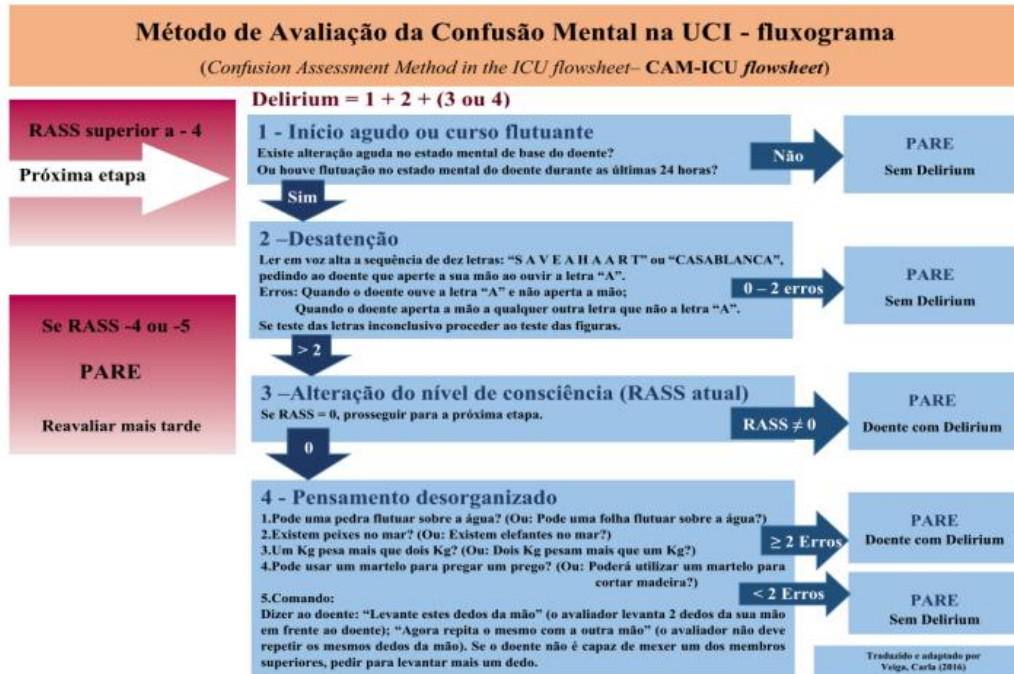 Método de Avaliação da Confusão Mental na UCI - fluxograma
(Confusion Assessment Method in the ICU flowsheet– CAM-ICU flowsheet)
RASS superior a - 4
Próxima etapa
Se RASS -4 ou -5
PARE
Reavaliar mais tarde
Delirium = 1 + 2 + (3 ou 4)
1 - Início agudo ou curso flutuante
Existe alteração aguda no estado mental de base do doente?
Ou houve flutuação no estado mental do doente durante as últimas 24 horas?
Não
PARE
Sem Delirium
Sim
2 –Desatenção
Ler em voz alta a sequência de dez letras: “S A V E A H A A R T” ou “CASABLANCA”,
pedindo ao doente que aperte a sua mão ao ouvir a letra “A”.
Erros: Quando o doente ouve a letra “A” e não aperta a mão;
Quando o doente aperta a mão a qualquer outra letra que não a letra “A”.
Se teste das letras inconclusivo proceder ao teste das figuras.
0 – 2 erros
PARE
Sem Delirium
> 2
3 –Alteração do nível de consciência (RASS atual)
Se RASS = 0, prosseguir para a próxima etapa.
RASS ≠ 0
PARE
Doente com Delirium
0
4 - Pensamento desorganizado
1.Pode uma pedra flutuar sobre a água? (Ou: Pode uma folha flutuar sobre a água?)
2.Existem peixes no mar? (Ou: Existem elefantes no mar?)
3.Um Kg pesa mais que dois Kg? (Ou: Dois Kg pesam mais que um Kg?)
4.Pode usar um martelo para pregar um prego? (Ou: Poderá utilizar um martelo para
cortar madeira?)
5.Comando:
Dizer ao doente: “Levante estes dedos da mão” (o avaliador levanta 2 dedos da sua mão
em frente ao doente); “Agora repita o mesmo com a outra mão” (o avaliador não deve
repetir os mesmos dedos da mão). Se o doente não é capaz de mexer um dos membros
superiores, pedir para levantar mais um dedo.
≥ 2 Erros
PARE
Doente com Delirium
< 2 Erros
PARE
Sem Delirium
Traduzido e adaptado por
Veiga, Carla (2016)